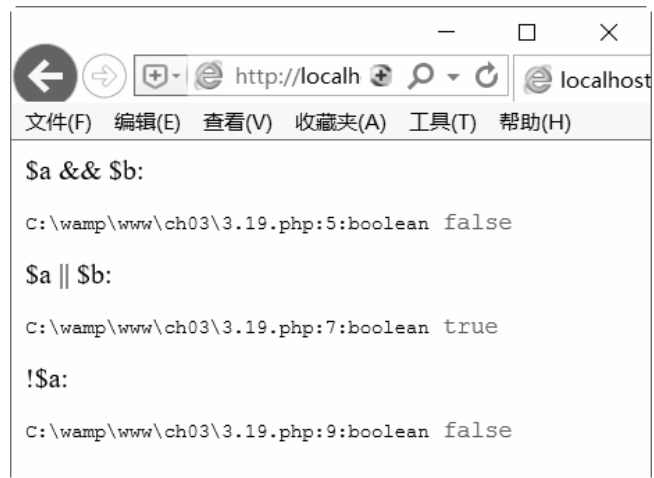 http://localh
localhost
文件(F) 编辑(E) 查看(V) 收藏夹(A) 工具(T) 帮助(H)
$a && $b:
C:\wamp\www\ch03\3.19.php:5:boolean false
$a || $b:
C:\wamp\www\ch03\3.19.php:7:boolean true
!$a:
C:\wamp\www\ch03\3.19.php:9:boolean false